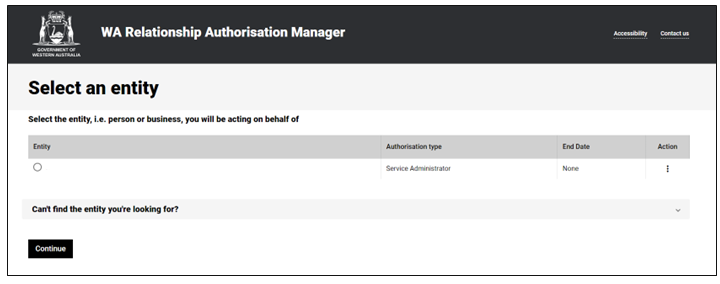 GOVERNMENT OF
WESTERN AUSTRALIA
WA Relationship Authorisation Manager
Accessibility Contact us
Select an entity
Select the entity, i.e. person or business, you will be acting on behalf of
Entity Authorisation type End Date Action
Service Administrator None
Can't find the entity you're looking for?
Continue